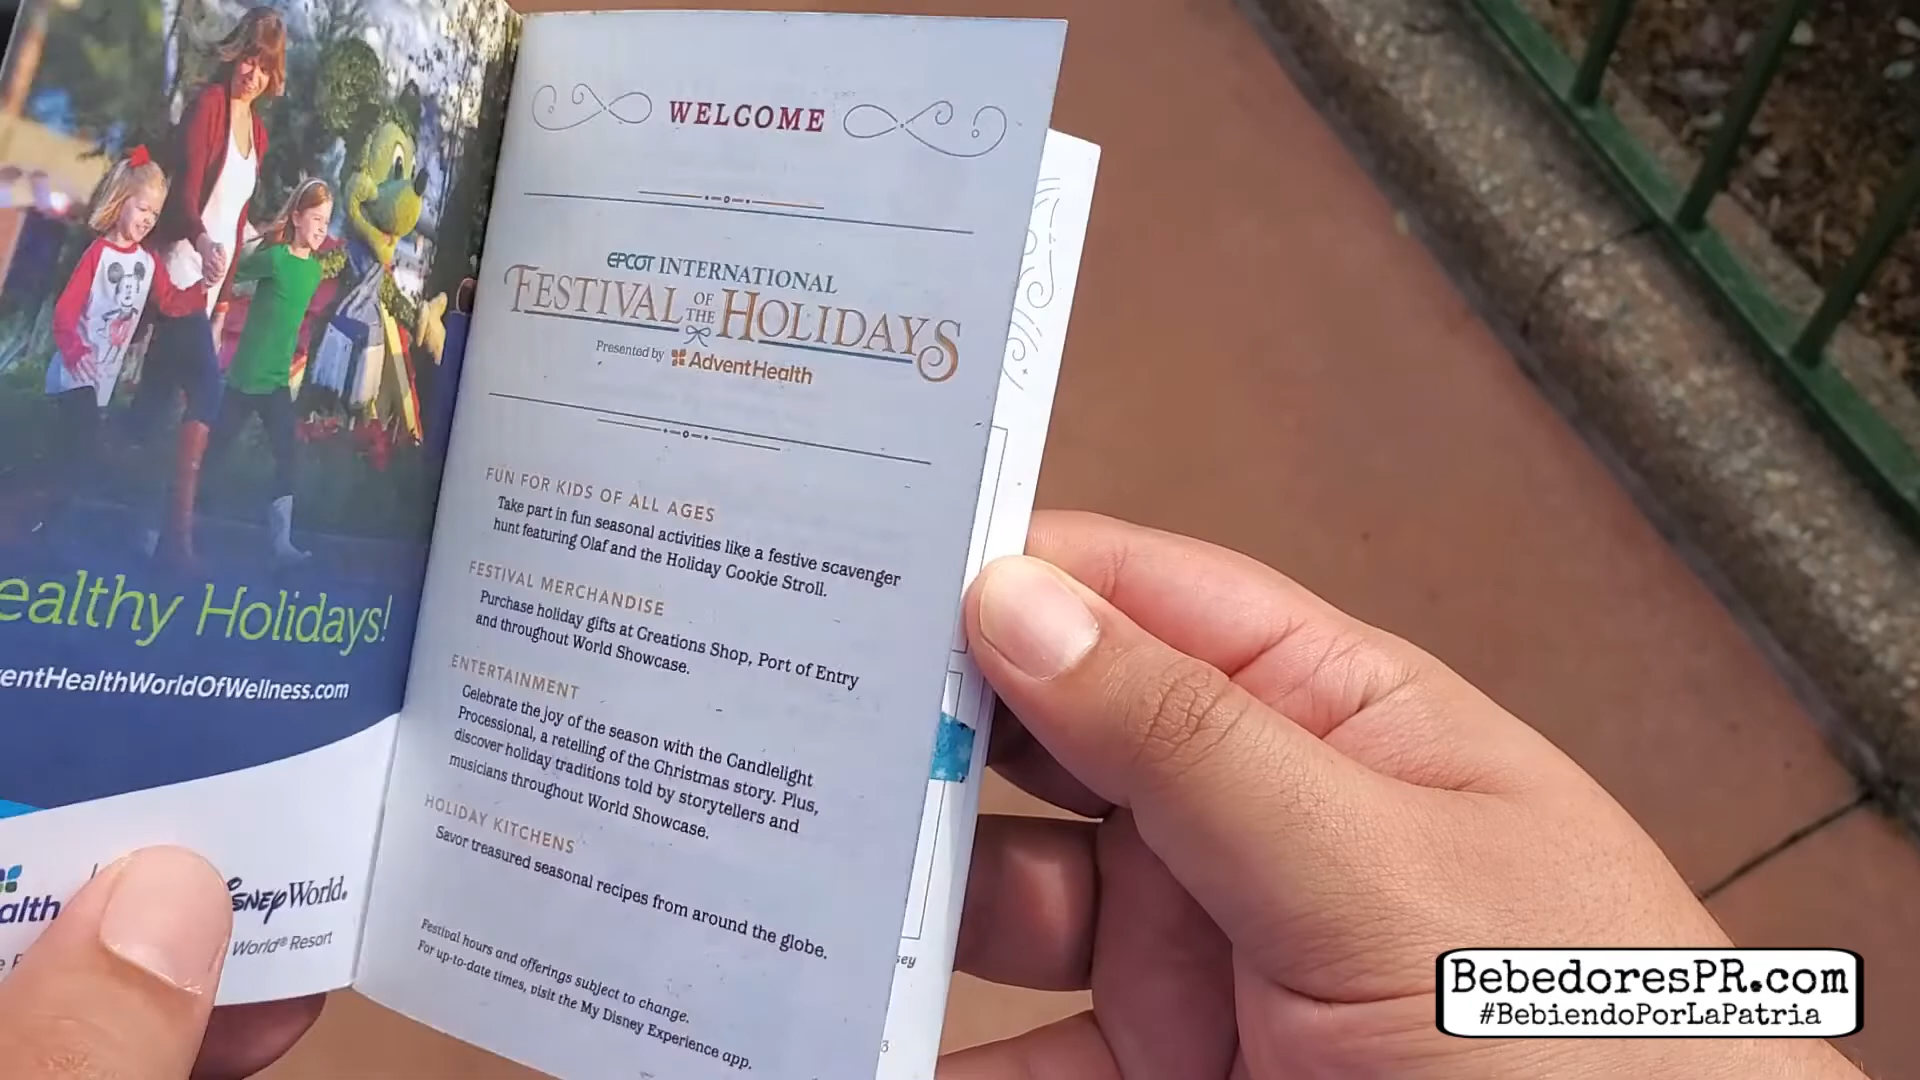 ealthy Holidays!
entHealthWorldOfWellness.com
alth
World® Resort
WELCOME
EPCOT INTERNATIONAL
FESTIVAL OF THE HOLIDAYS
Presented by AdventHealth
FUN FOR KIDS OF ALL AGES
Take part in fun seasonal activities like a festive scavenger
hunt featuring Olaf and the Holiday Cookie Stroll.
FESTIVAL MERCHANDISE
Purchase holiday gifts at Creations Shop, Port of Entry
and throughout World Showcase.
ENTERTAINMENT
Celebrate the joy of the season with the Candlelight
Processional, a retelling of the Christmas story. Plus,
discover holiday traditions told by storytellers and
musicians throughout World Showcase.
HOLIDAY KITCHENS
Savor treasured seasonal recipes from around the globe.
Festival hours and offerings subject to change.
For up-to-date times, visit the My Disney Experience app.
sey
3
BebedoresPR.com
#BebiendoPorLaPatria